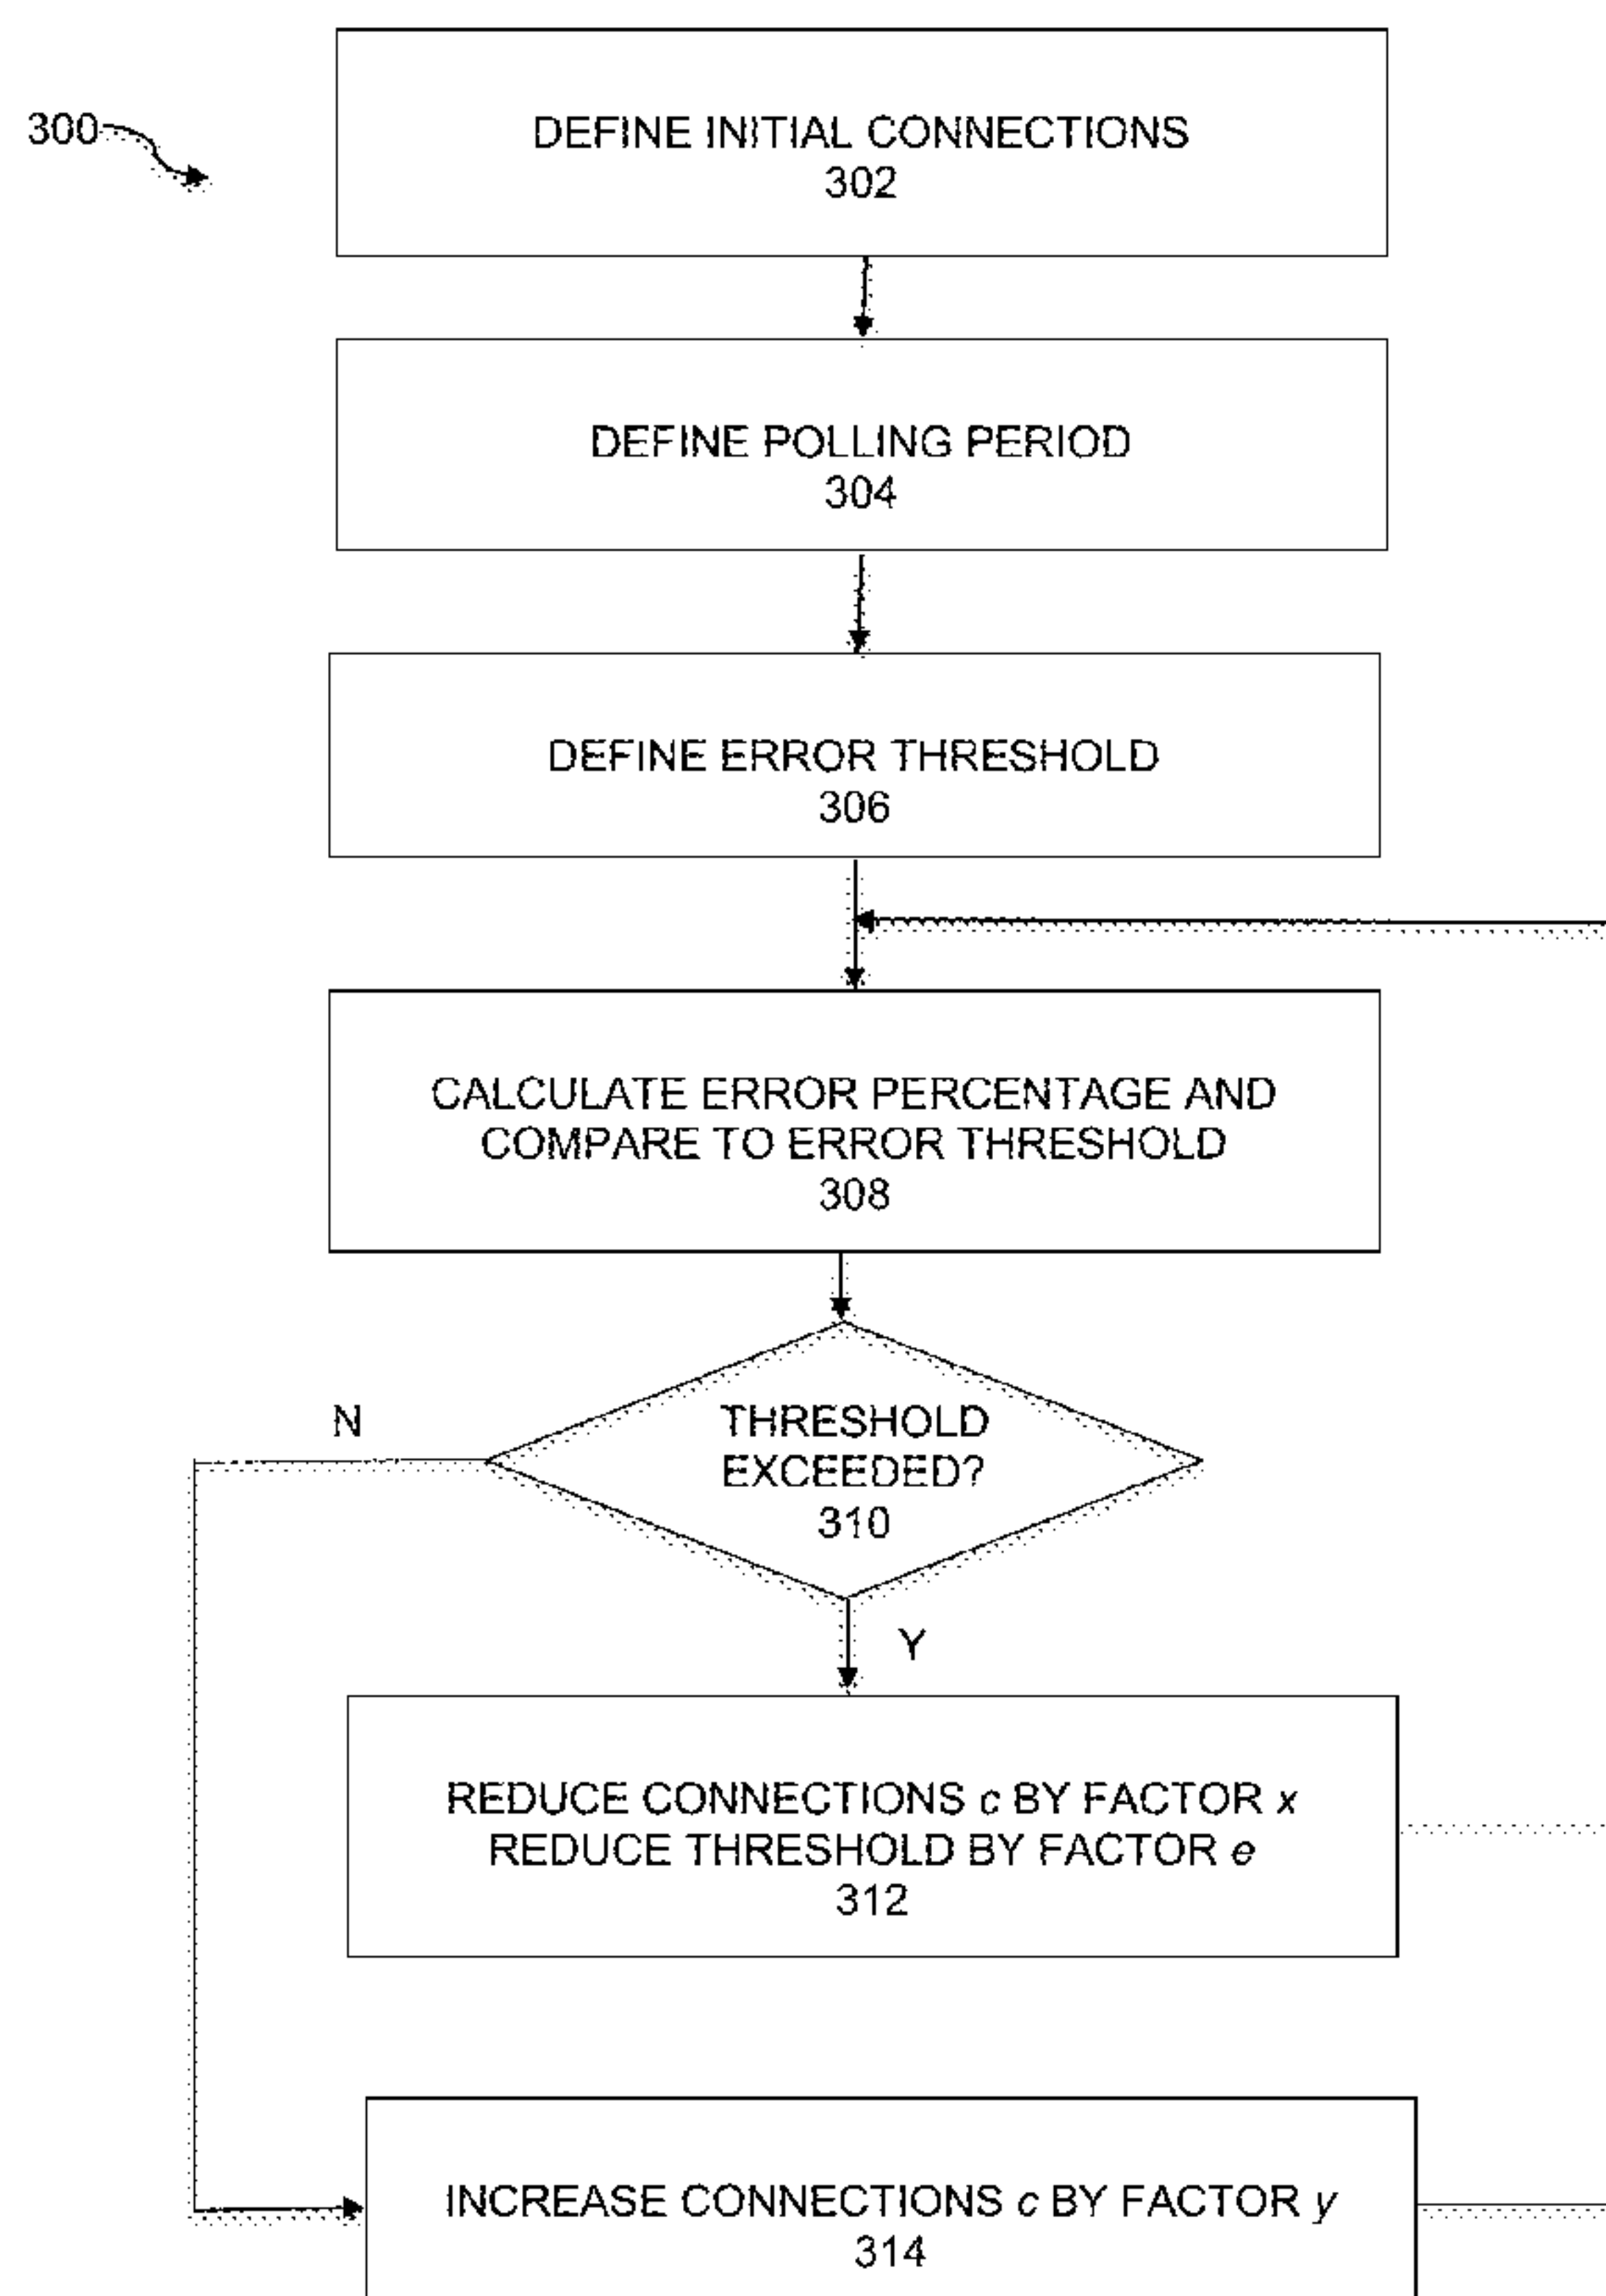 300
DEFINE INITIAL CONNECTIONS
302
DEFINE POLLING PERIOD
304
DEFINE ERROR THRESHOLD
306
CALCULATE ERROR PERCENTAGE AND
COMPARE TO ERROR THRESHOLD
308
N
THRESHOLD
EXCEEDED?
310
Y
REDUCE CONNECTIONS c BY FACTOR x
REDUCE THRESHOLD BY FACTOR e
312
INCREASE CONNECTIONS c BY FACTOR y
314